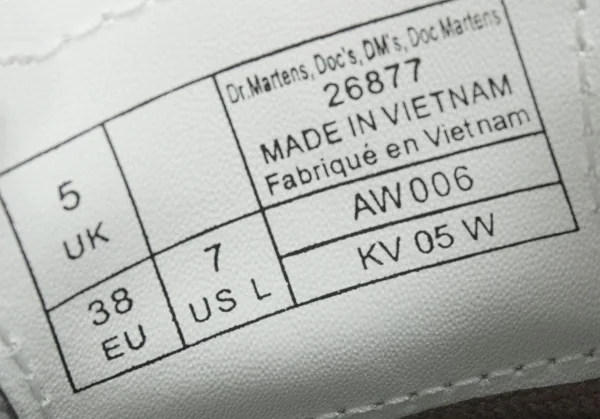 Dr.Martens, Doc's, DM's, Doc Martens
26877
MADE IN VIETNAM
Fabriqué en Vietnam
5
UK
AW006
7
US L
KV 05 W
38
EU